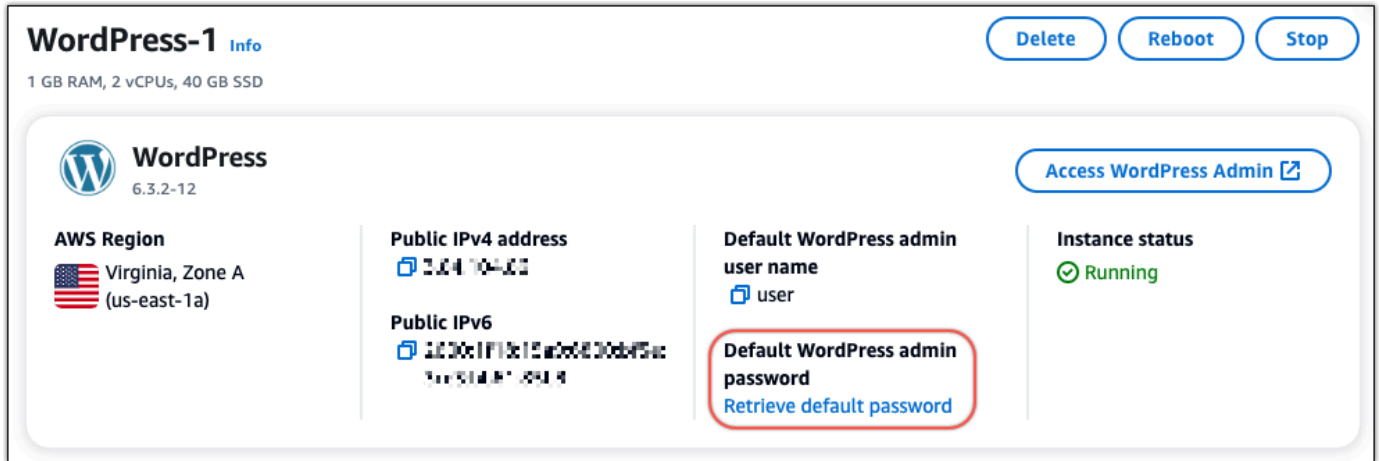 WordPress-1 Info
Delete
Reboot
Stop
1 GB RAM, 2 vCPUs, 40 GB SSD
WordPress
6.3.2-12
Access WordPress Admin
AWS Region
Virginia, Zone A
(us-east-1a)
Public IPv4 address
Public IPv6
Default WordPress admin
user name
user
Default WordPress admin
password
Retrieve default password
Instance status
Running